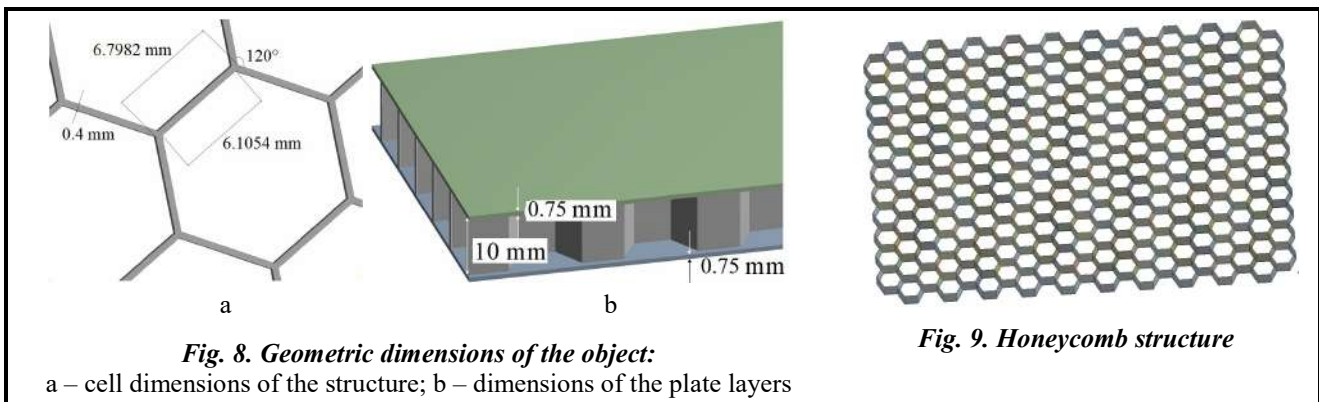 6.7982 mm
120°
0.4 mm
6.1054 mm
a
0.75 mm
10 mm
0.75 mm
b
Fig. 8. Geometric dimensions of the object:
a – cell dimensions of the structure; b – dimensions of the plate layers
Fig. 9. Honeycomb structure